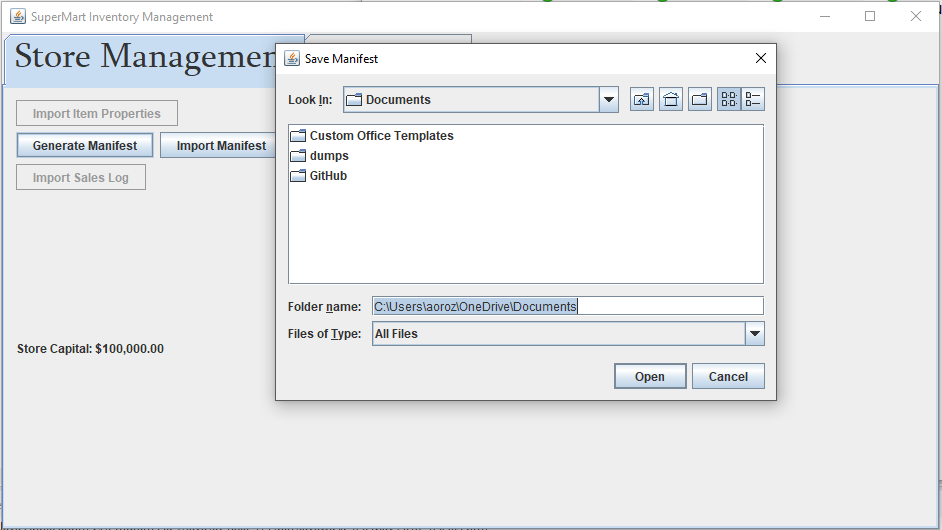 SuperMart Inventory Management
Store Managemen
Import Item Properties
Generate Manifest
Import Manifest
Import Sales Log
Store Capital: $100,000.00
Save Manifest
Look In:
Documents
Custom Office Templates
dumps
GitHub
Folder name:
C:\Users\aoroz\OneDrive\Documents
Files of Type:
All Files
Open
Cancel